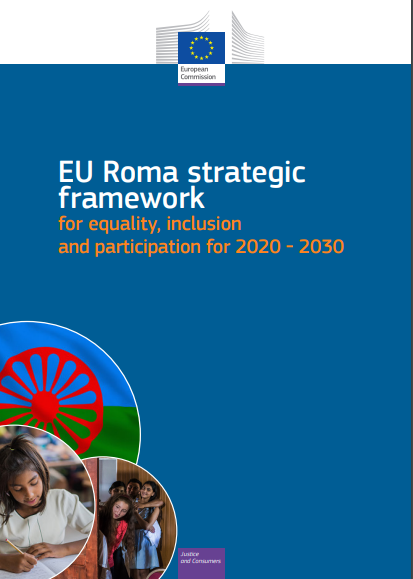 European
Commission
EU Roma strategic
framework
for equality, inclusion
and participation for 2020 - 2030
Justice
and Consumers